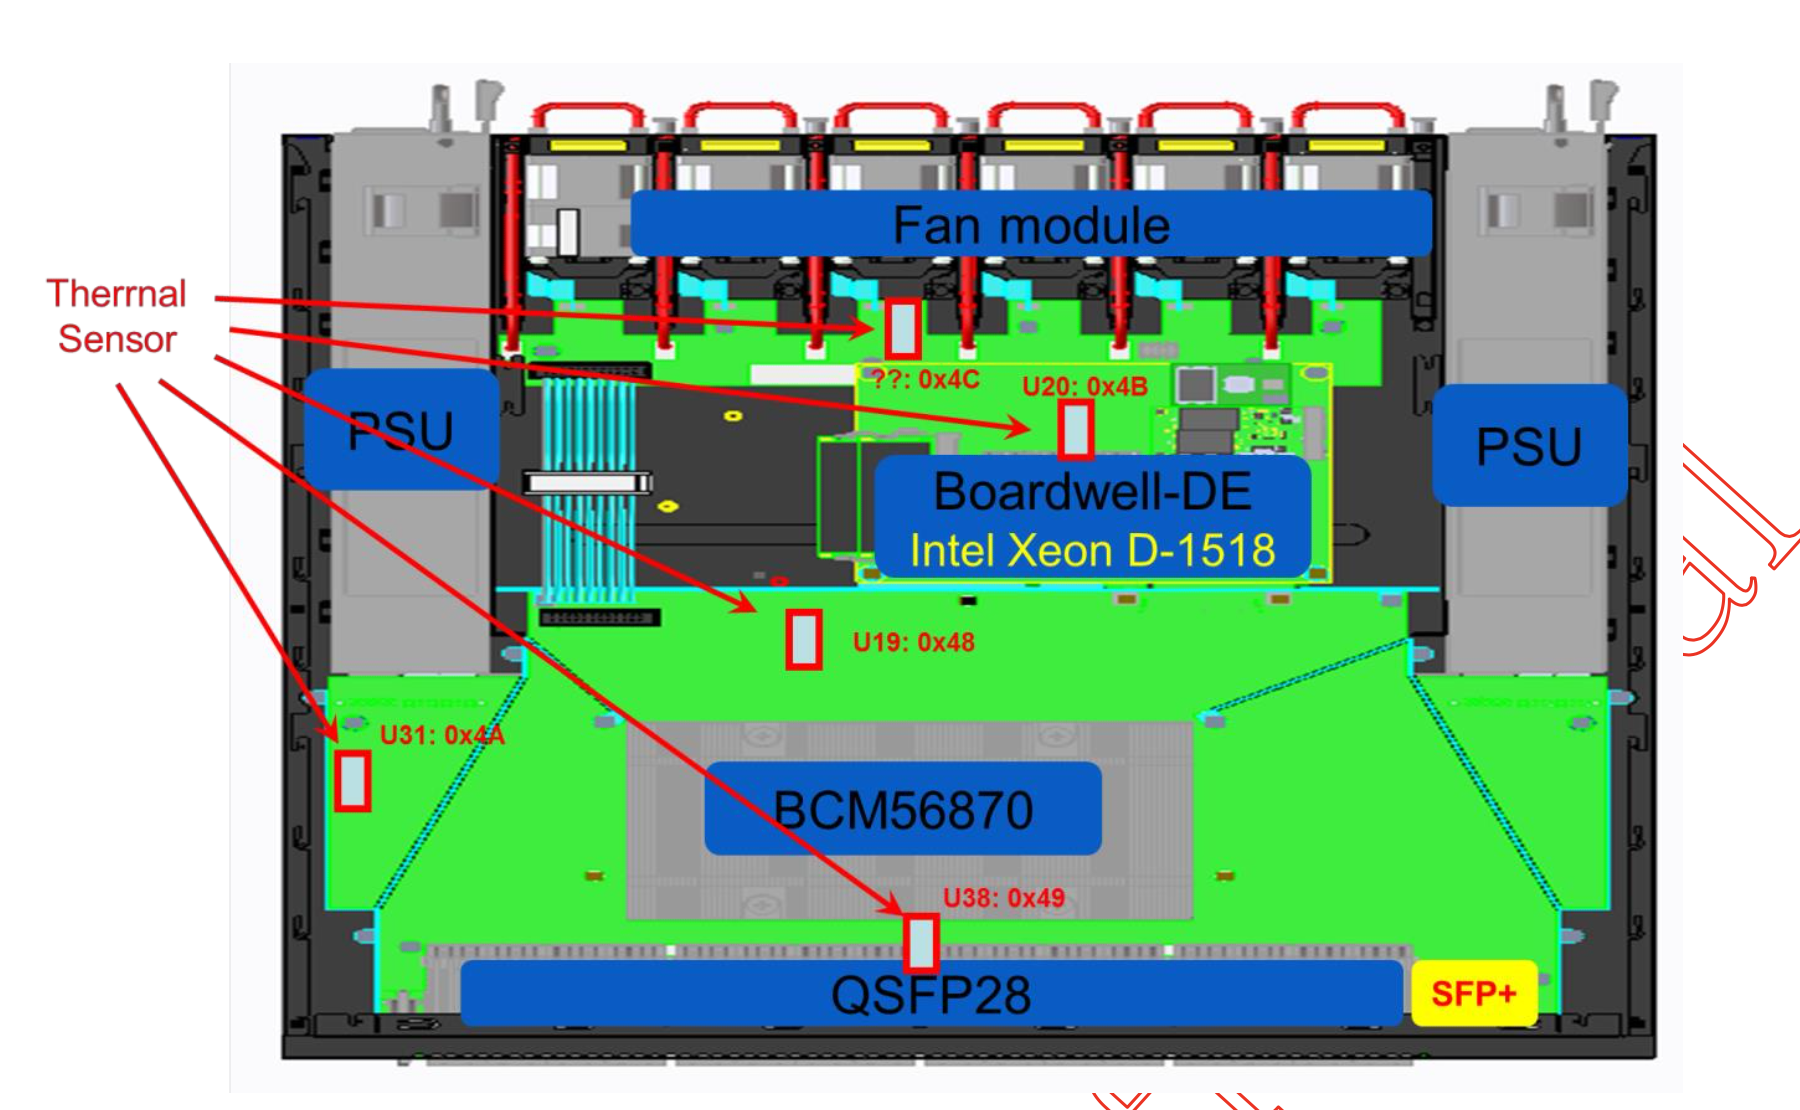 Fan module
Therrnal
Sensor
??: 0x4C
U20: 0x4B
PSU
PSU
Boardwell-DE
Intel Xeon D-1518
U19: 0x48
U31: 0x4A
BCM56870
U38: 0x49
QSFP28
SFP+